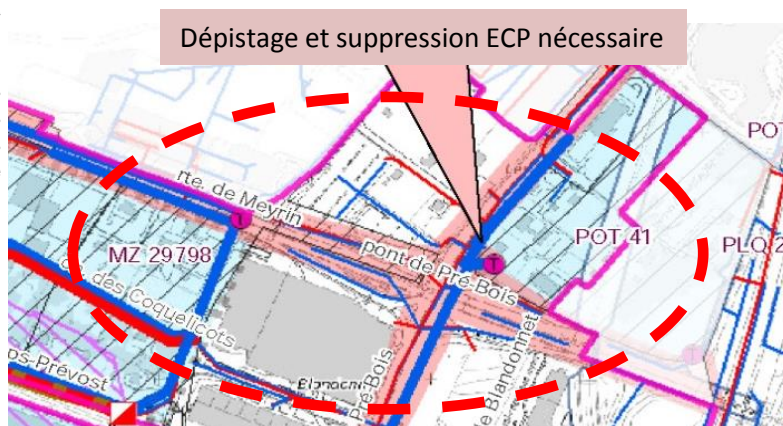 Dépistage et suppression ECP nécessaire
POT
rte. de Meyrin
MZ 29798
pont de Pré-Bois
T
POT 41
PLQ 2
des Coquelicots
T
os-Prévost
Pré-Bois
de Blandonnet